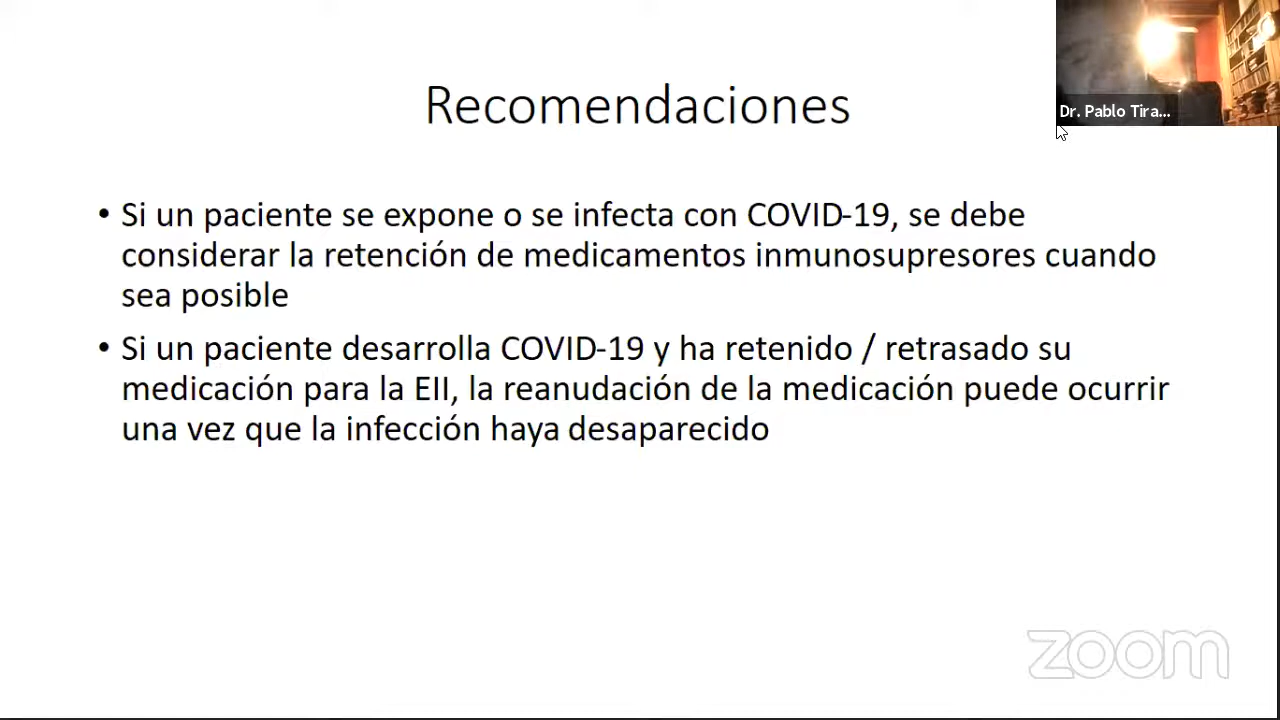 Recomendaciones
Dr. Pablo Tira...
• Si un paciente se expone o se infecta con COVID-19, se debe
considerar la retención de medicamentos inmunosupresores cuando
sea posible
• Si un paciente desarrolla COVID-19 y ha retenido / retrasado su
medicación para la EII, la reanudación de la medicación puede ocurrir
una vez que la infección haya desaparecido
zoom